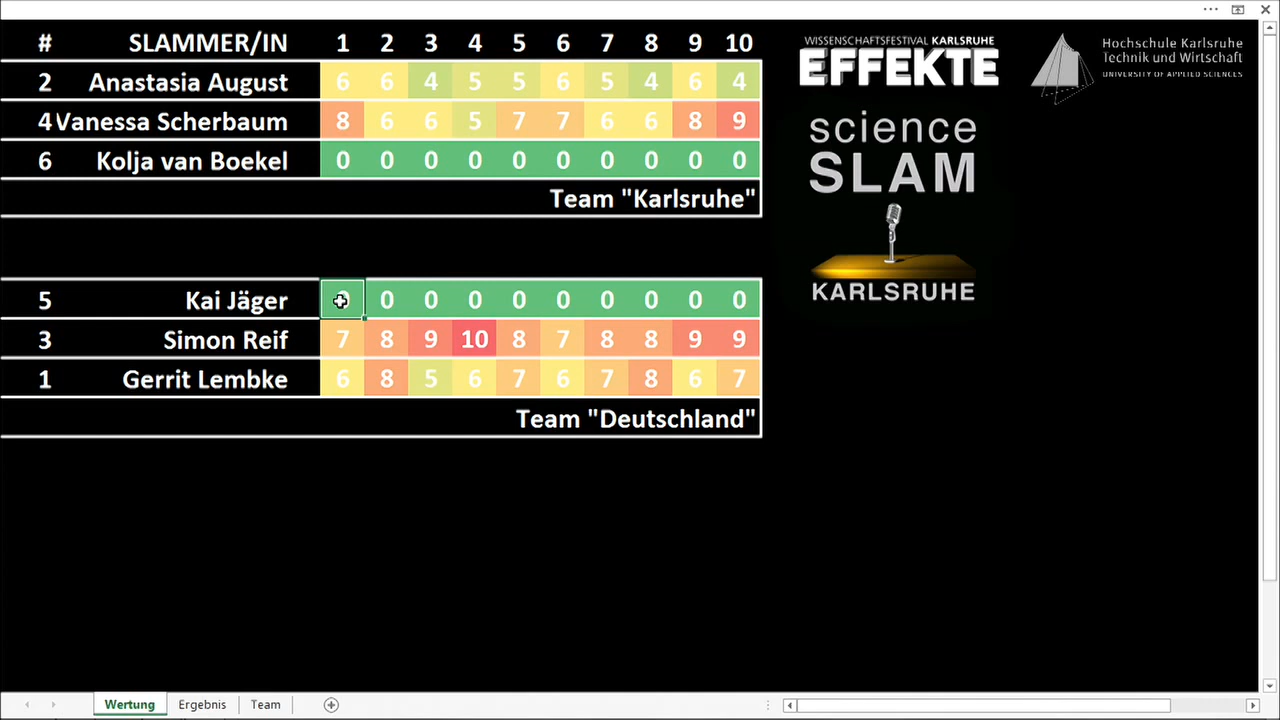 # SLAMMER/IN 1 2 3 4 5 6 7 8 9 10
2 Anastasia August 6 6 4 5 5 6 5 4 6 4
4 Vanessa Scherbaum 8 6 6 5 7 7 6 6 8 9
6 Kolja van Boekel 0 0 0 0 0 0 0 0 0 0
Team "Karlsruhe"
5 Kai Jäger 0 0 0 0 0 0 0 0 0
3 Simon Reif 7 8 9 10 8 7 8 8 9 9
1 Gerrit Lembke 6 8 5 6 7 6 7 8 6 7
Team "Deutschland"
WISSENSCHAFTSFESTIVAL KARLSRUHE
EFFEKTE
Hochschule Karlsruhe
Technik und Wirtschaft
UNIVERSITY OF APPLIED SCIENCES
science
SLAM
KARLSRUHE
Wertung Ergebnis Team